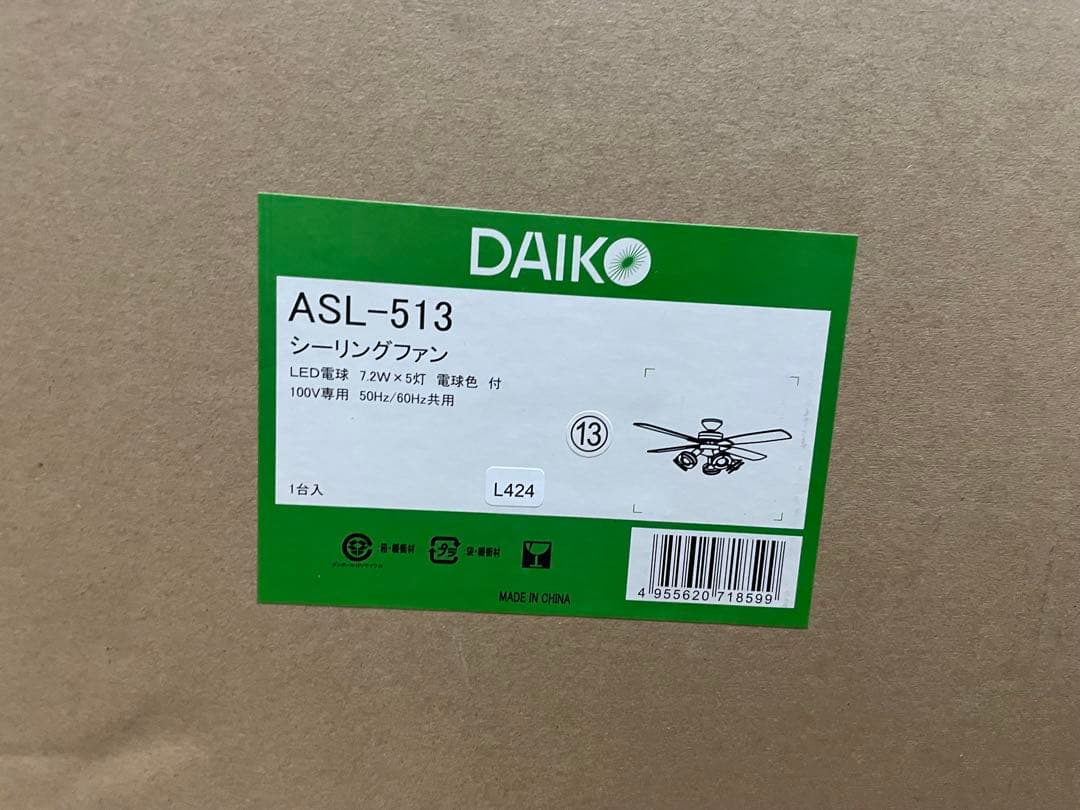 DAIKO
ASL-513
シーリングファン
LED電球 7.2W×5灯 電球色 付
100V専用 50Hz/60Hz共用
⑬
1台入
L424
箱・緩衝材
プラ
袋・緩衝材
MADE IN CHINA
4 955620 718599